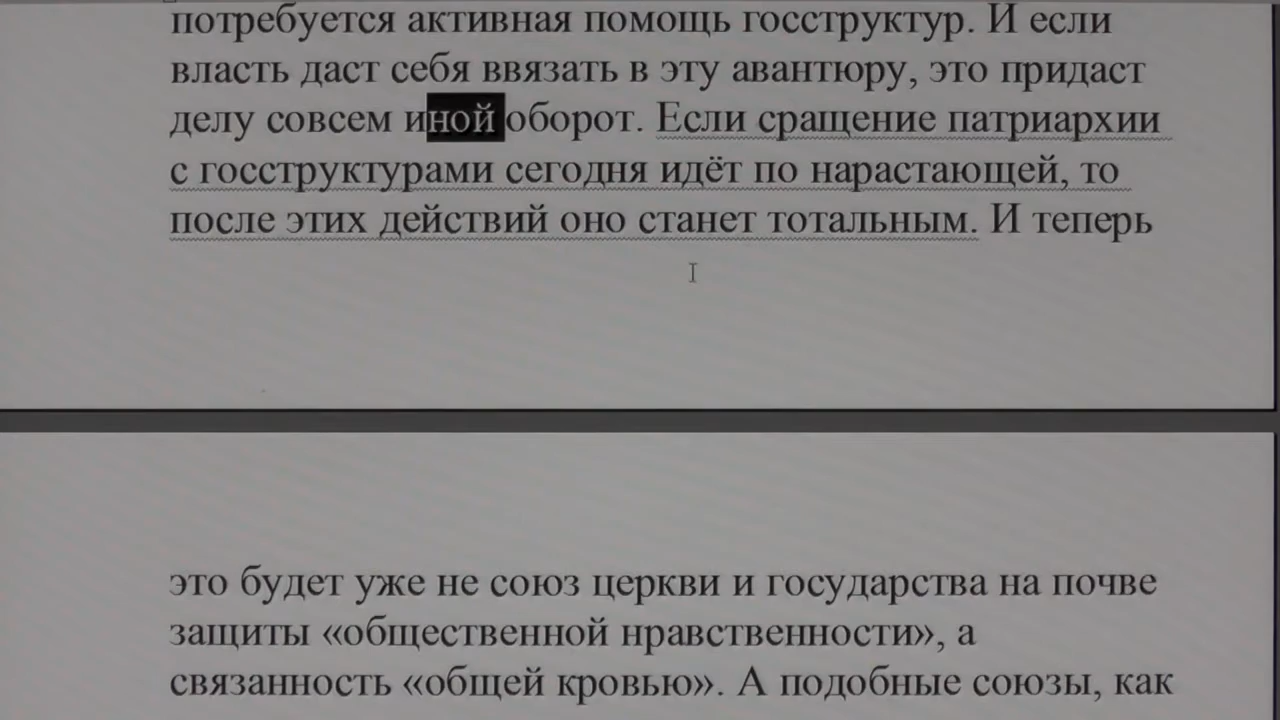 потребуется активная помощь госструктур. И если
власть даст себя ввязать в эту авантюру, это придаст
делу совсем иной оборот. Если сращение патриархии
с госструктурами сегодня идёт по нарастающей, то
после этих действий оно станет тотальным. И теперь
это будет уже не союз церкви и государства на почве
защиты «общественной нравственности», а
связанность «общей кровью». А подобные союзы, как